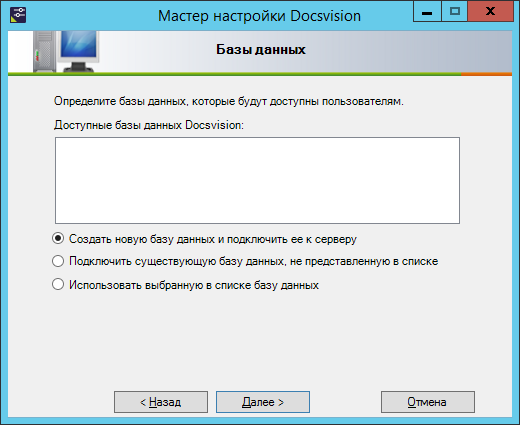 Мастер настройки Docsvision
Базы данных
Определите базы данных, которые будут доступны пользователям.
Доступные базы данных Docsvision:
Создать новую базу данных и подключить ее к серверу
Подключить существующую базу данных, не представленную в списке
Использовать выбранную в списке базу данных
< Назад
Далее >
Отмена